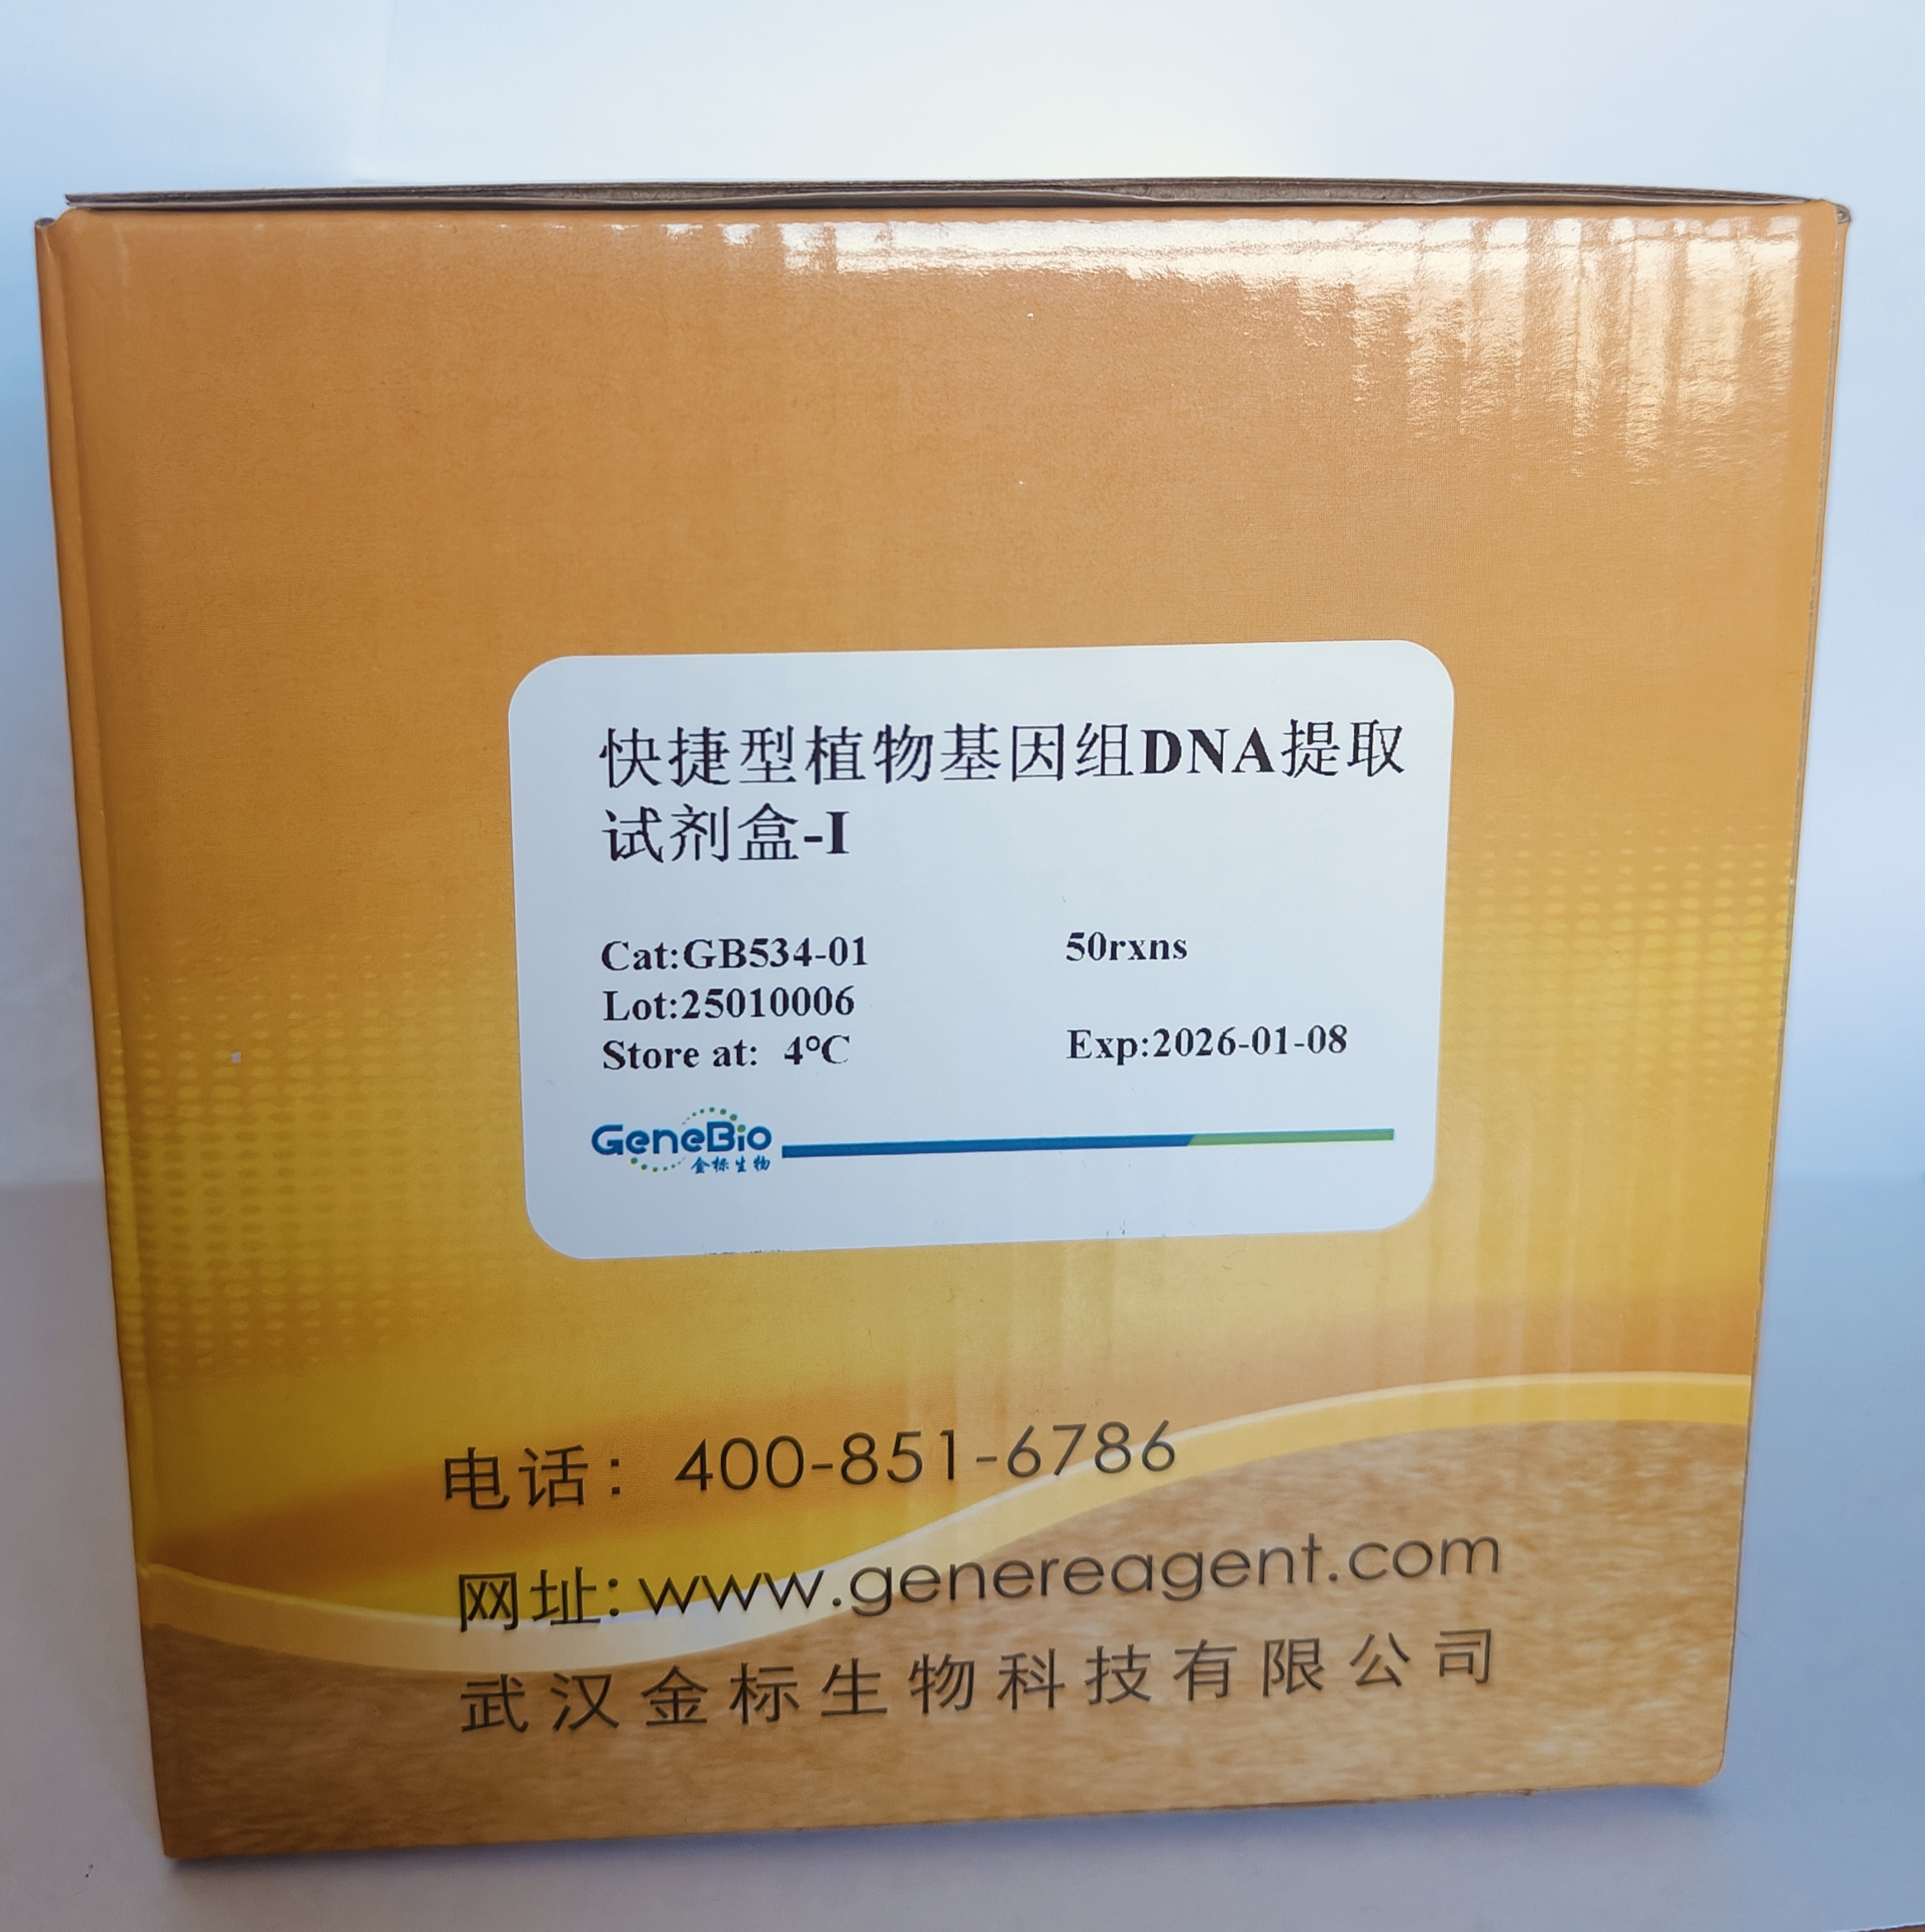 快捷型植物基因组DNA提取
试剂盒-I
Cat:GB534-01 50rxns
Lot:25010006
Store at: 4℃ Exp:2026-01-08
GeneBio
金标生物
电话：400-851-6786
网址:www.genereagent.com
武汉金标生物科技有限公司